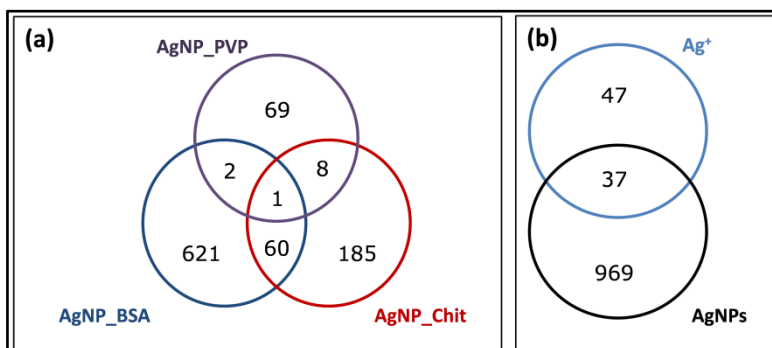 (a)
AgNP_PVP
69
2
8
1
621
60
185
AgNP_BSA
AgNP_Chit
(b)
Ag⁺
47
37
969
AgNPs